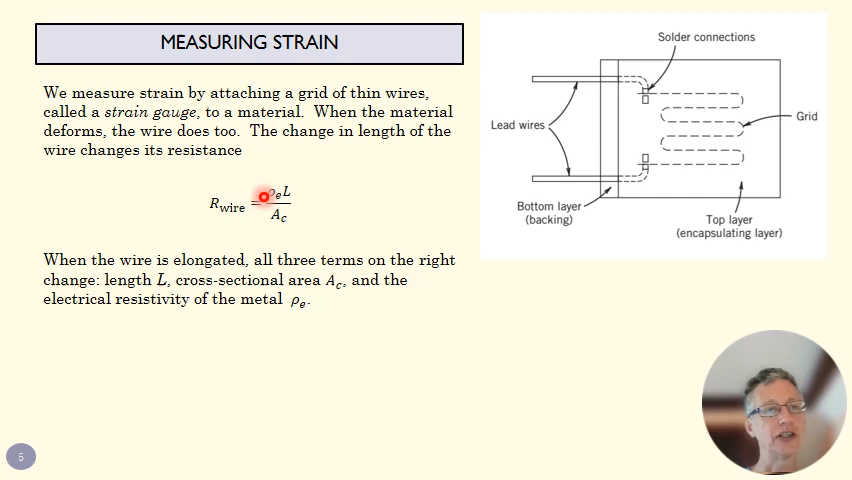 MEASURING STRAIN
We measure strain by attaching a grid of thin wires,
called a strain gauge, to a material. When the material
deforms, the wire does too. The change in length of the
wire changes its resistance
R_wire = ρ_e L / A_c
When the wire is elongated, all three terms on the right
change: length L, cross-sectional area A_c, and the
electrical resistivity of the metal ρ_e.
Solder connections
Lead wires
Grid
Bottom layer
(backing)
Top layer
(encapsulating layer)
5